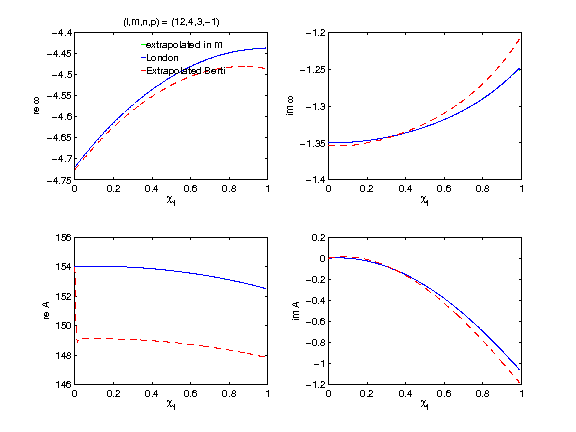 (l,m,n,p) = (12,4,3,−1)
−4.4
−4.45
−4.5
−4.55
−4.6
−4.65
−4.7
−4.75
re ω
extrapolated in m
London
Extrapolated Berti
0 0.2 0.4 0.6 0.8 1
χf
−1.2
−1.25
−1.3
−1.35
−1.4
im ω
0 0.2 0.4 0.6 0.8 1
χf
156
154
152
150
148
146
re A
0 0.2 0.4 0.6 0.8 1
χf
0.2
0
−0.2
−0.4
−0.6
−0.8
−1
−1.2
im A
0 0.2 0.4 0.6 0.8 1
χf